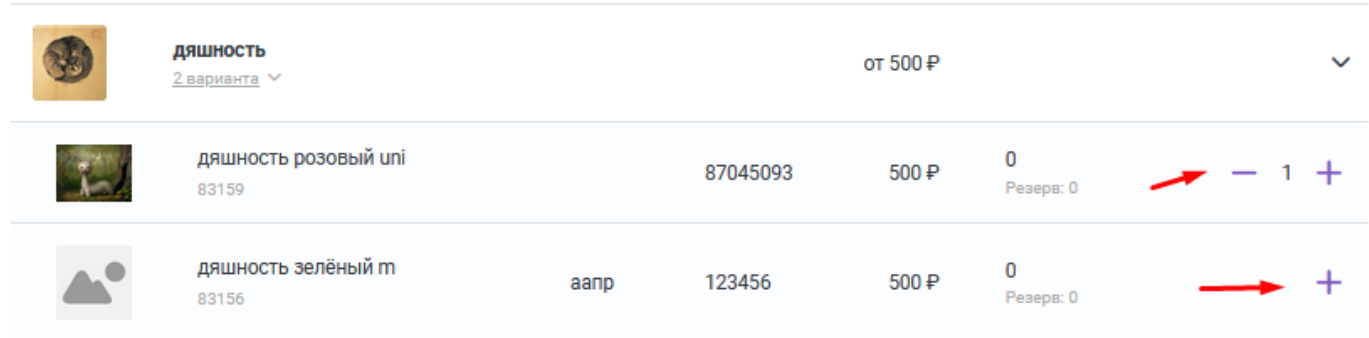 дяшность
2 варианта
от 500 ₽
дяшность розовый uni
83159
87045093
500 ₽
0
Резерв: 0
1
дяшность зелёный m
83156
аапр
123456
500 ₽
0
Резерв: 0